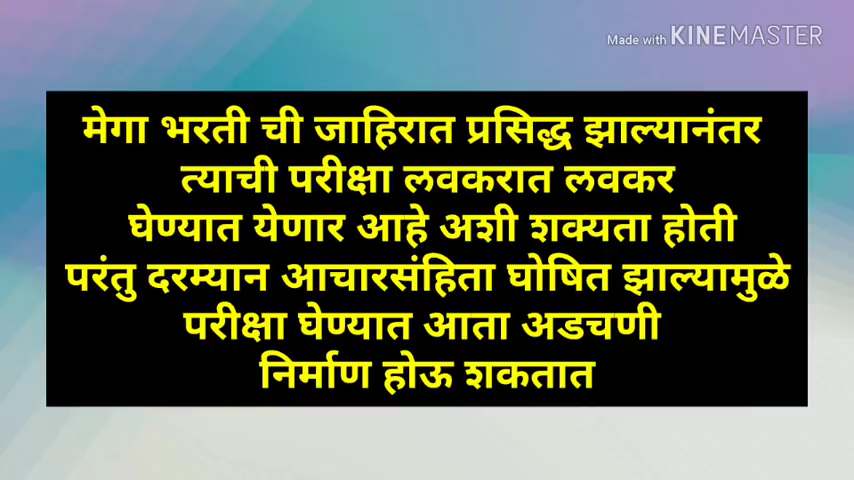 Made with KINEMASTER
मेगा भरती ची जाहिरात प्रसिद्ध झाल्यानंतर
त्याची परीक्षा लवकरात लवकर
घेण्यात येणार आहे अशी शक्यता होती
परंतु दरम्यान आचारसंहिता घोषित झाल्यामुळे
परीक्षा घेण्यात आता अडचणी
निर्माण होऊ शकतात